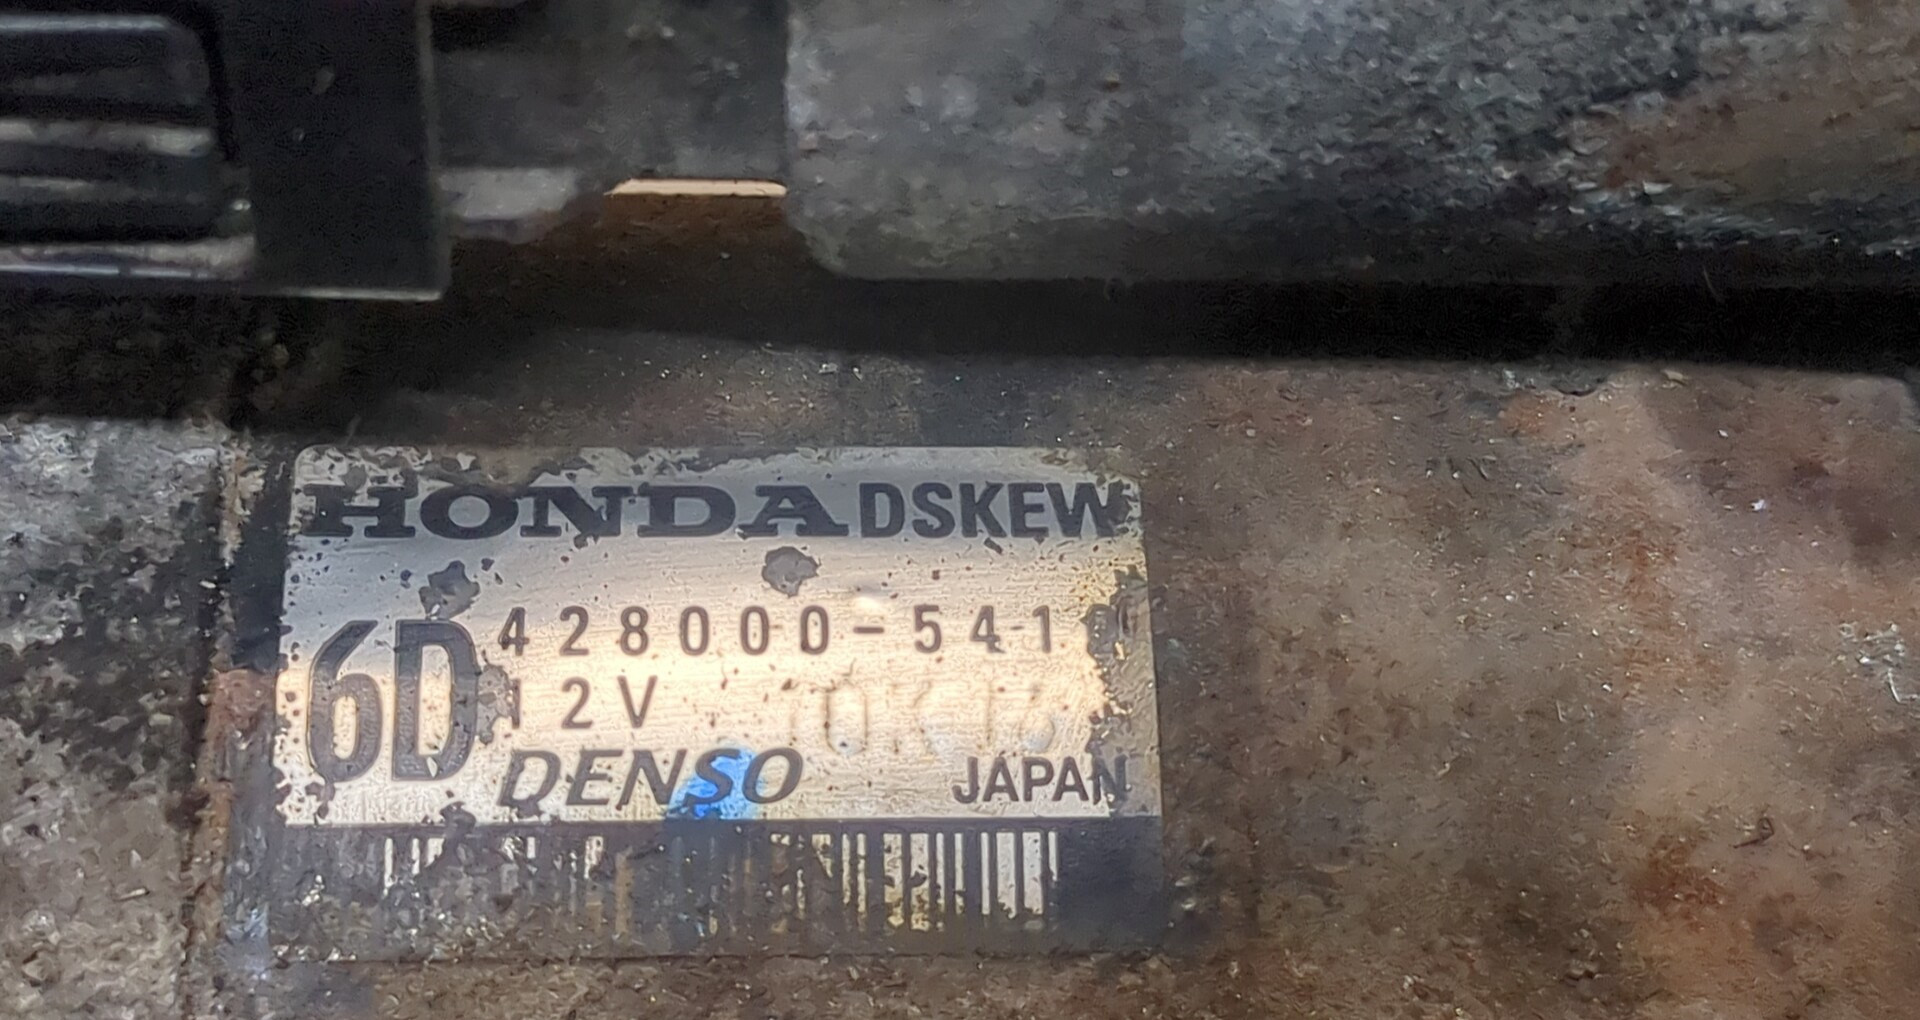 HONDA DSKEW
6D
428000-541
12V
DENSO
JAPAN